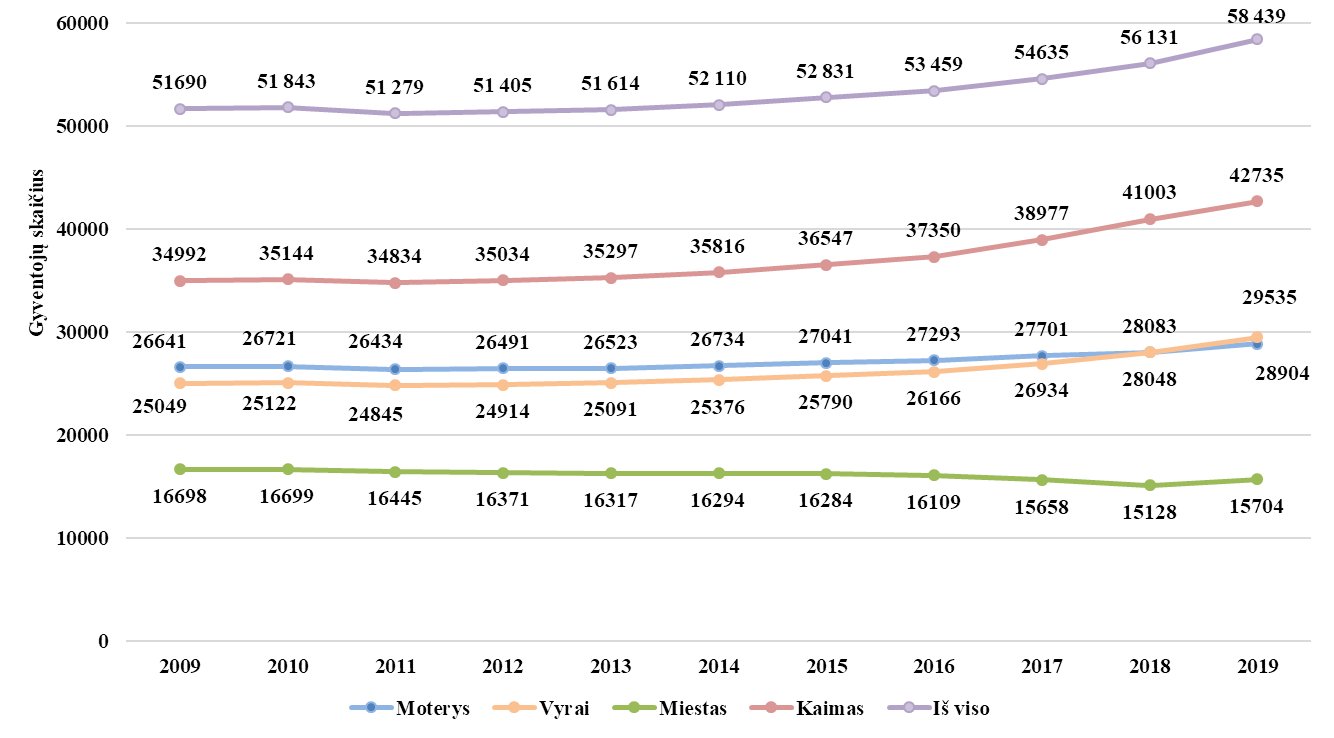 60000
50000
40000
30000
20000
10000
0
Gyventojų skaičius
51690 51 843 51 279 51 405 51 614 52 110 52 831 53 459 54635 56 131 58 439
34992 35144 34834 35034 35297 35816 36547 37350 38977 41003 42735
26641 26721 26434 26491 26523 26734 27041 27293 27701 28083 29535
25049 25122 24845 24914 25091 25376 25790 26166 26934 28048 28904
16698 16699 16445 16371 16317 16294 16284 16109 15658 15128 15704
2009 2010 2011 2012 2013 2014 2015 2016 2017 2018 2019
Moterys Vyrai Miestas Kaimas Iš viso